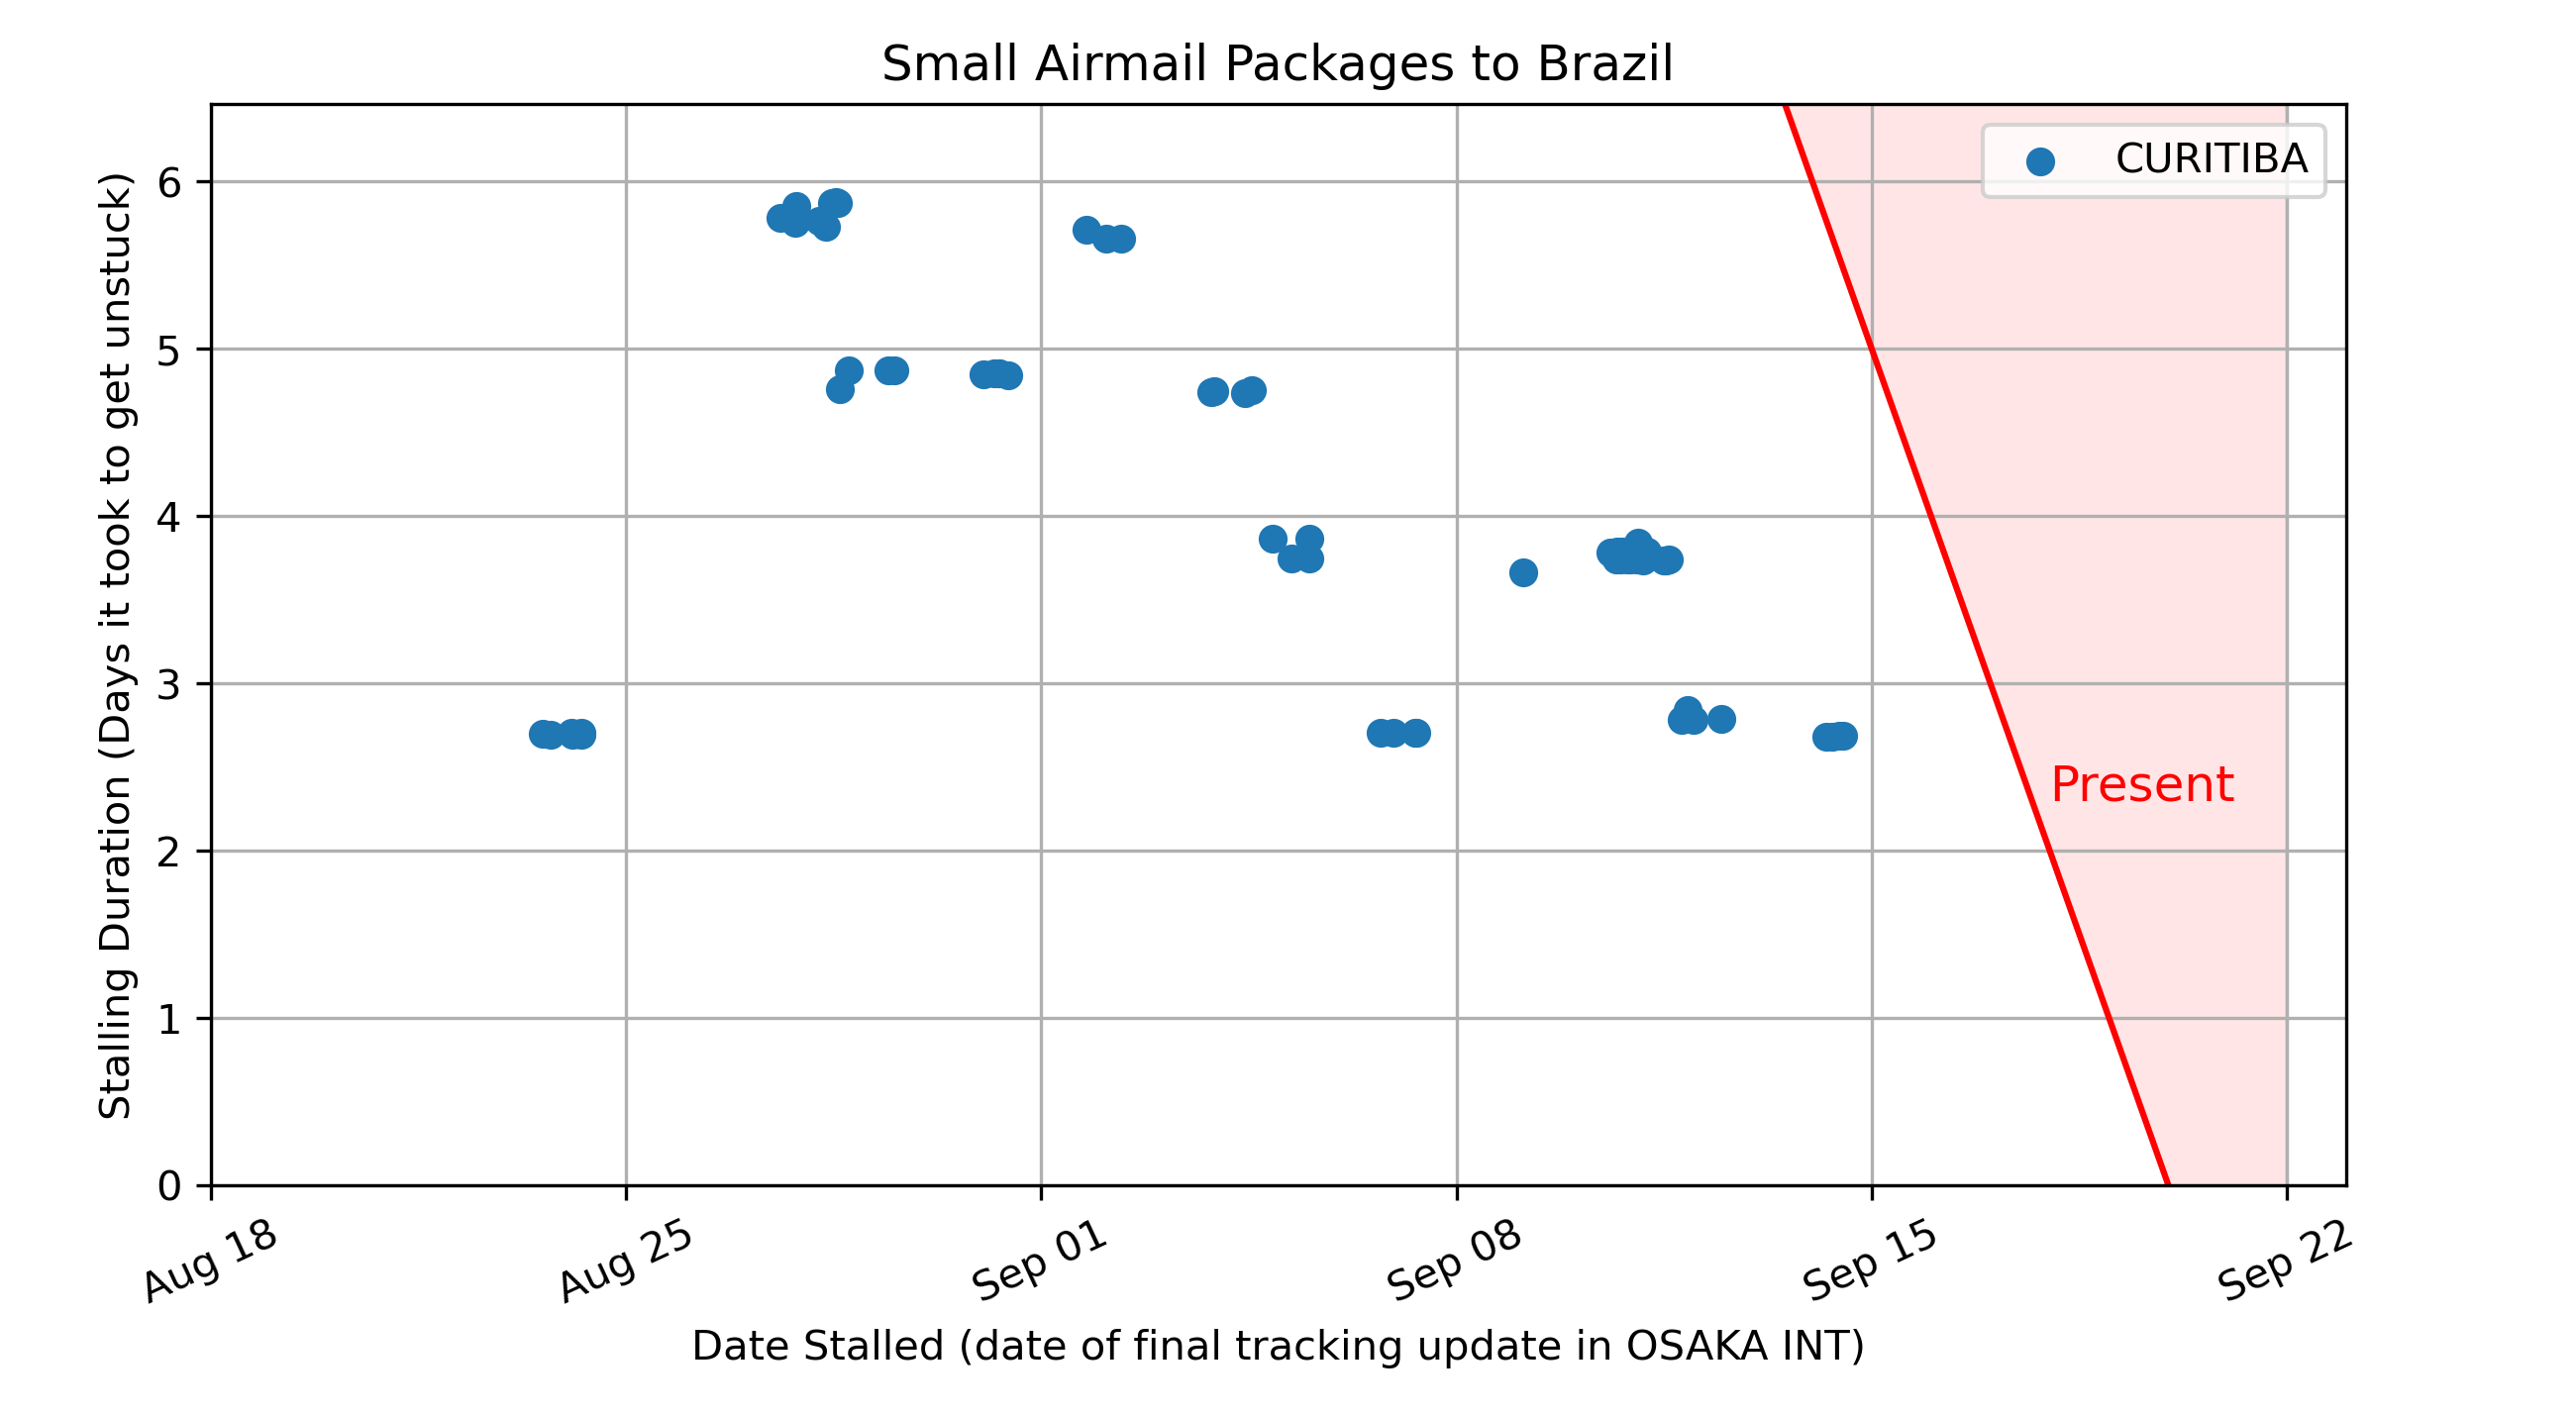 Small Airmail Packages to Brazil
CURITIBA
Stalling Duration (Days it took to get unstuck)
6
5
4
3
2
1
0
Present
Aug 18
Aug 25
Sep 01
Sep 08
Sep 15
Sep 22
Date Stalled (date of final tracking update in OSAKA INT)